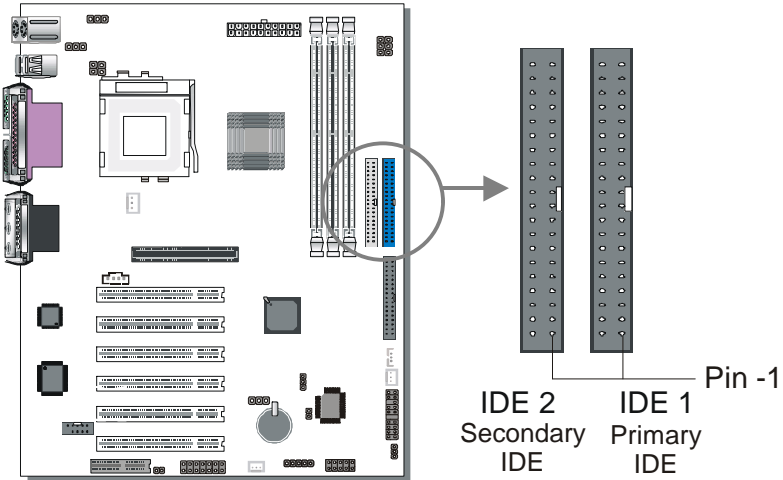 Pin -1
IDE 2
Secondary
IDE
IDE 1
Primary
IDE